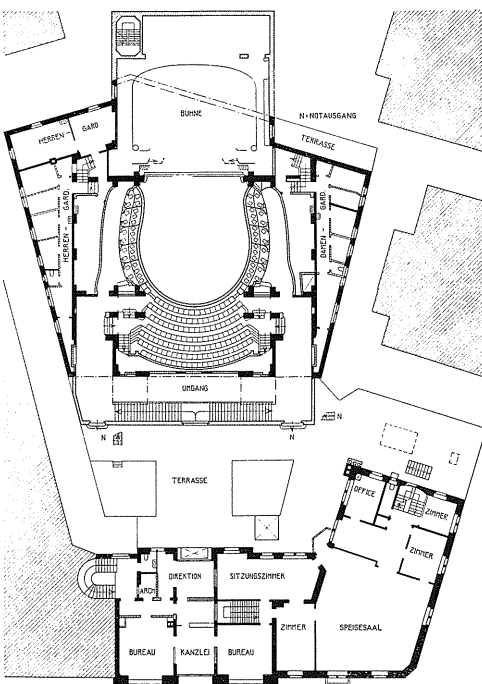 BÜHNE
N=NOTAUSGANG
TERRASSE
HERREN-
GARD
HERREN - GARD.
DAMEN - GARD.
UMGANG
N
N
N
TERRASSE
OFFICE
ZIMMER
ZIMMER
DIREKTION
SITZUNGSZIMMER
ARCH
BUREAU
KANZLEI
BUREAU
ZIMMER
SPEISESAAL